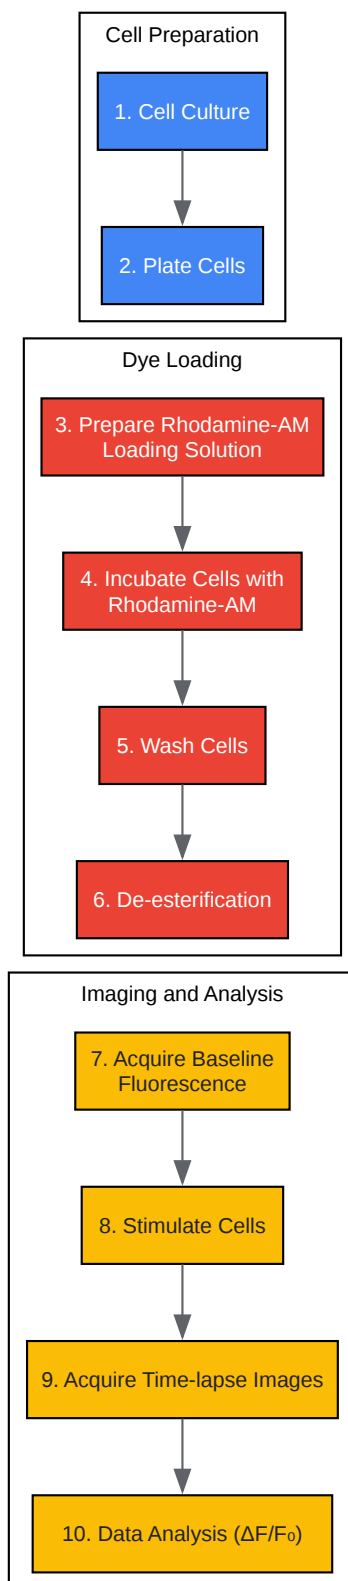 Cell Preparation
1. Cell Culture
2. Plate Cells
Dye Loading
3. Prepare Rhodamine-AM
Loading Solution
4. Incubate Cells with
Rhodamine-AM
5. Wash Cells
6. De-esterification
Imaging and Analysis
7. Acquire Baseline
Fluorescence
8. Stimulate Cells
9. Acquire Time-lapse Images
10. Data Analysis (ΔF/F₀)